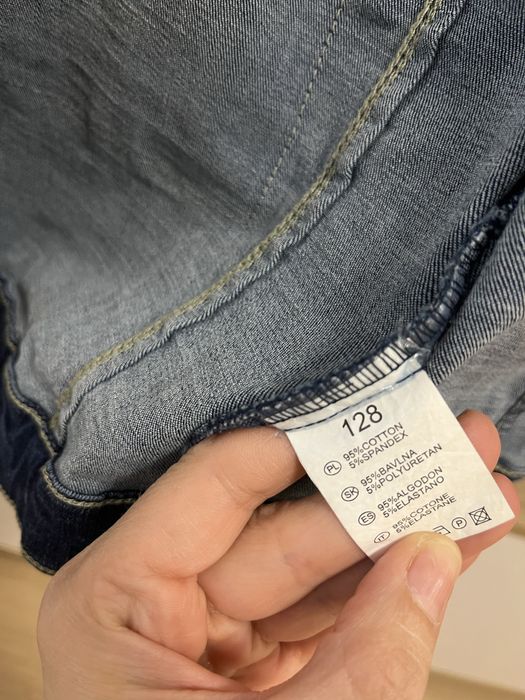 128
PL 95%COTTON
5%SPANDEX
SK 95%BAVLNA
5%POLYURETAN
ES 95%ALGODON
5%ELASTANO
IT 95%COTONE
5%ELASTANE
P